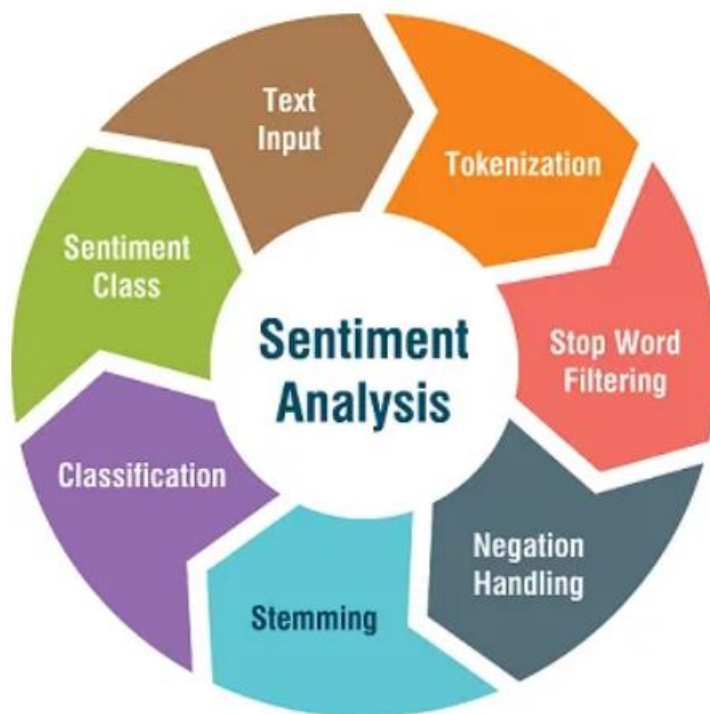 Text
Input
Tokenization
Stop Word
Filtering
Negation
Handling
Stemming
Classification
Sentiment
Class
Sentiment
Analysis